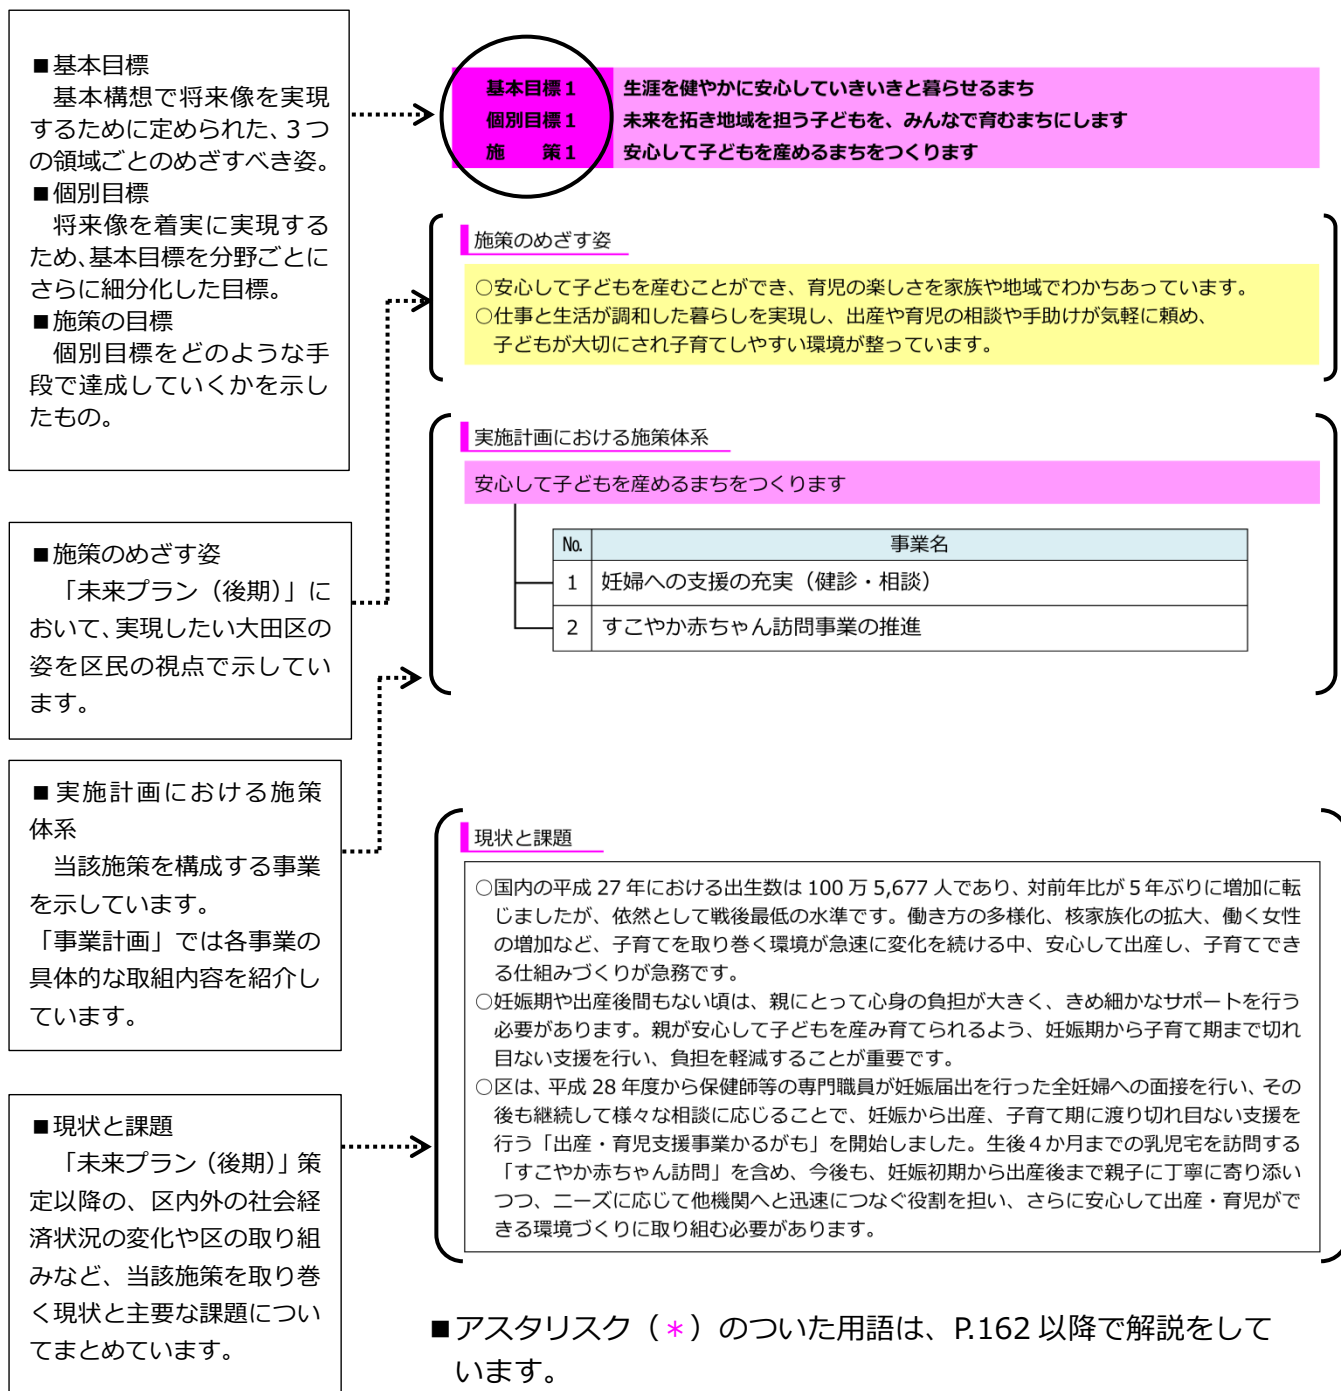 ■基本目標
基本構想で将来像を実現
するために定められた、3つ
の領域ごとのめざすべき姿。
■個別目標
将来像を着実に実現する
ため、基本目標を分野ごとに
さらに細分化した目標。
■施策の目標
個別目標をどのような手
段で達成していくかを示し
たもの。
基本目標1 生涯を健やかに安心していきいきと暮らせるまち
個別目標1 未来を拓き地域を担う子どもを、みんなで育むまちにします
施　策1 安心して子どもを産めるまちをつくります
■施策のめざす姿
「未来プラン（後期）」に
おいて、実現したい大田区の
姿を区民の視点で示してい
ます。
施策のめざす姿
○安心して子どもを産むことができ、育児の楽しさを家族や地域でわかちあっています。
○仕事と生活が調和した暮らしを実現し、出産や育児の相談や手助けが気軽に頼め、
子どもが大切にされ子育てしやすい環境が整っています。
■実施計画における施策
体系
当該施策を構成する事業
を示しています。
「事業計画」では各事業の
具体的な取組内容を紹介し
ています。
実施計画における施策体系
安心して子どもを産めるまちをつくります
No. 事業名
1 妊婦への支援の充実（健診・相談）
2 すこやか赤ちゃん訪問事業の推進
■現状と課題
「未来プラン（後期）」策
定以降の、区内外の社会経
済状況の変化や区の取り組
みなど、当該施策を取り巻
く現状と主要な課題につい
てまとめています。
現状と課題
○国内の平成 27 年における出生数は 100 万 5,677 人であり、対前年比が5年ぶりに増加に転
じましたが、依然として戦後最低の水準です。働き方の多様化、核家族化の拡大、働く女性
の増加など、子育てを取り巻く環境が急速に変化を続ける中、安心して出産し、子育てでき
る仕組みづくりが急務です。
○妊娠期や出産後間もない頃は、親にとって心身の負担が大きく、きめ細かなサポートを行う
必要があります。親が安心して子どもを産み育てられるよう、妊娠期から子育て期まで切れ
目ない支援を行い、負担を軽減することが重要です。
○区は、平成 28 年度から保健師等の専門職員が妊娠届出を行った全妊婦への面接を行い、その
後も継続して様々な相談に応じることで、妊娠から出産、子育て期に渡り切れ目ない支援を
行う「出産・育児支援事業かるがも」を開始しました。生後4か月までの乳児宅を訪問する
「すこやか赤ちゃん訪問」を含め、今後も、妊娠初期から出産後まで親子に丁寧に寄り添い
つつ、ニーズに応じて他機関へと迅速につなぐ役割を担い、さらに安心して出産・育児がで
きる環境づくりに取り組む必要があります。
■アスタリスク（＊）のついた用語は、P.162 以降で解説をして
います。